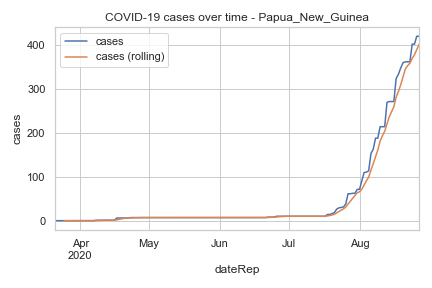 COVID-19 cases over time - Papua_New_Guinea
cases
cases (rolling)
cases
400
300
200
100
0
Apr
2020
May
Jun
Jul
Aug
dateRep